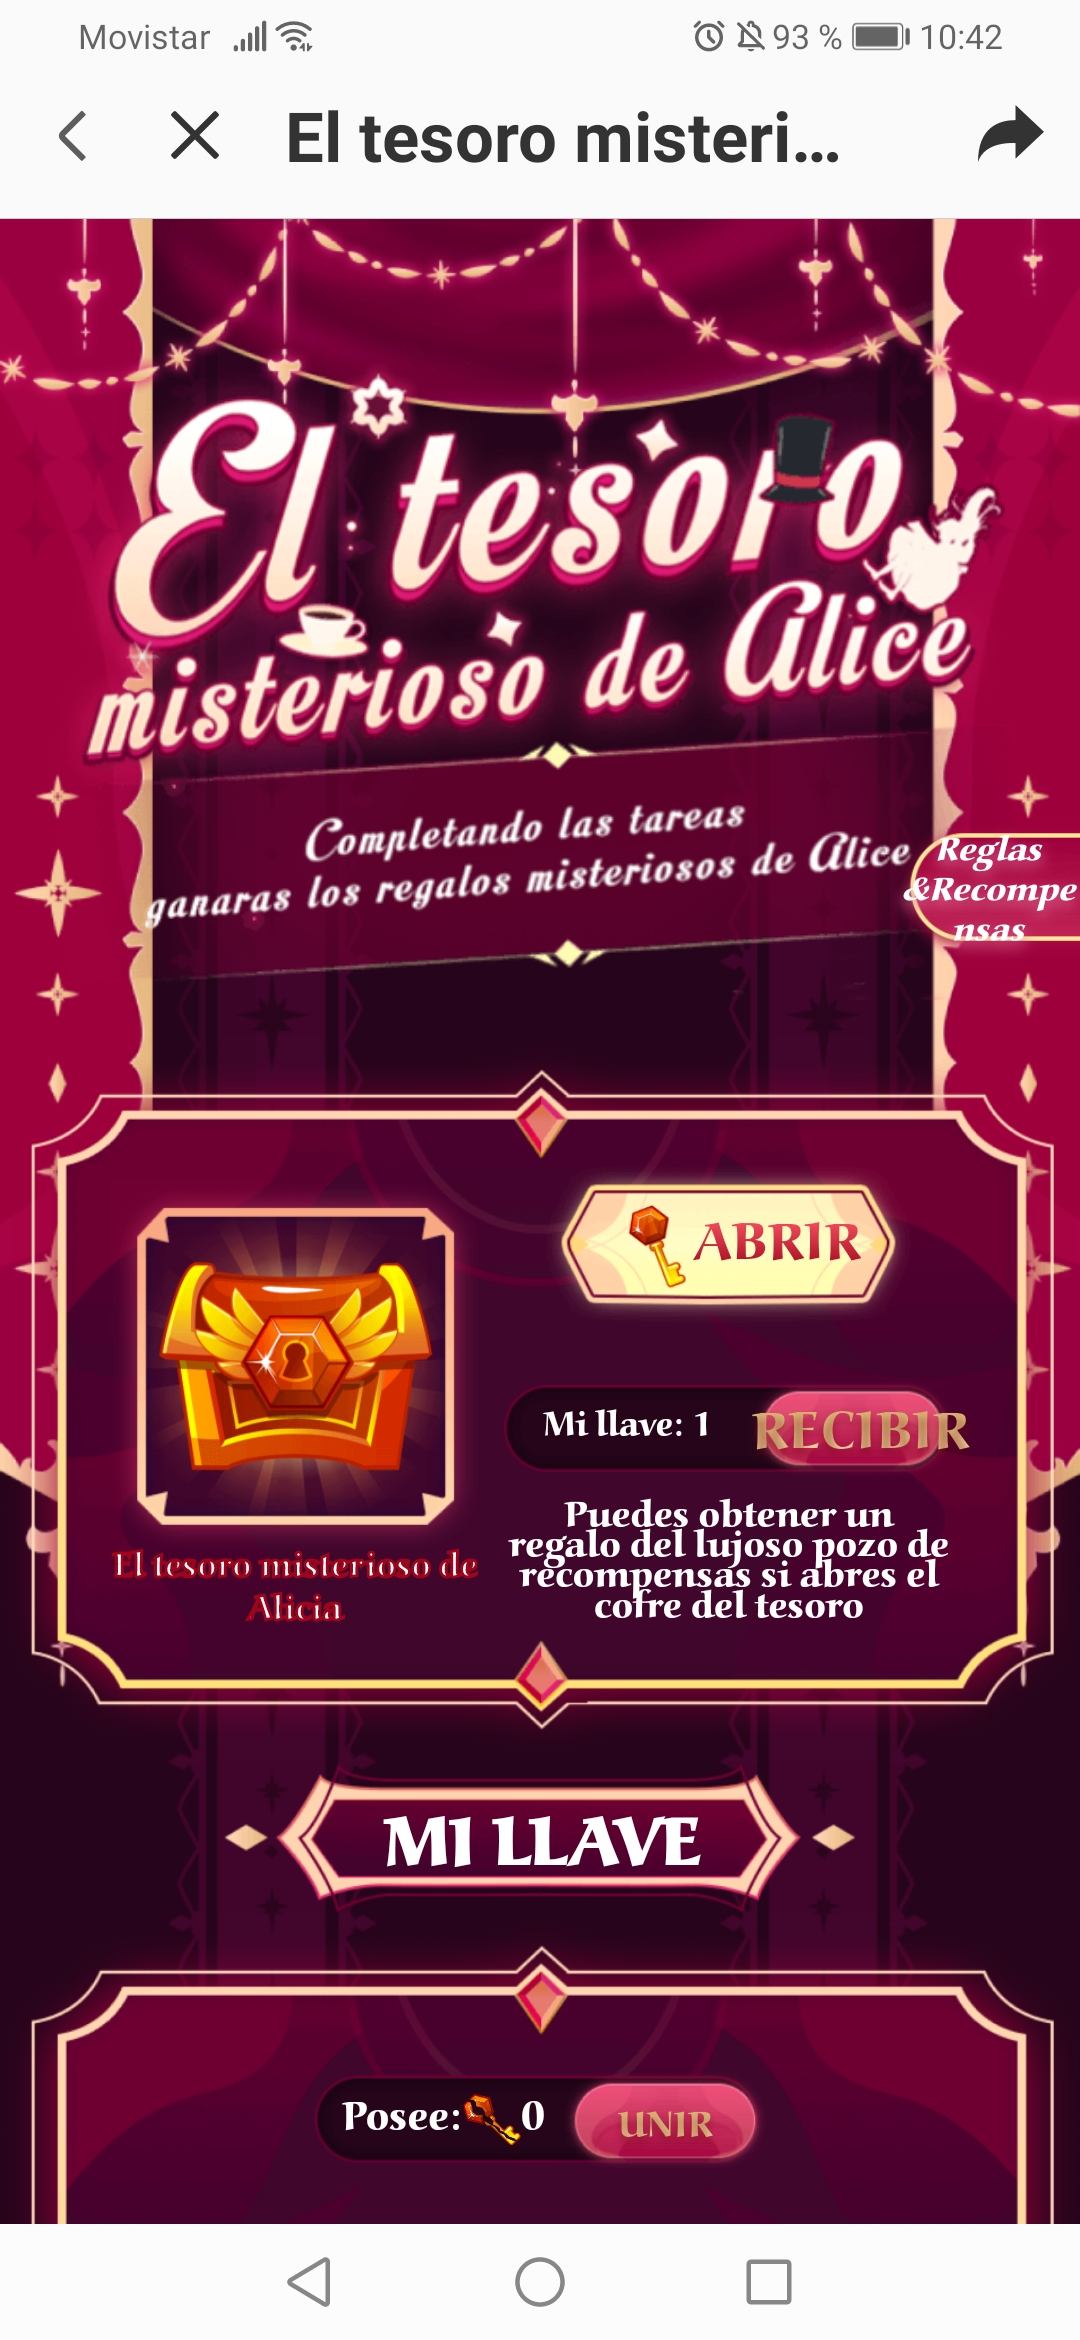 Movistar 93 % 10:42
El tesoro misteri...
El tesoro
misterioso de Alice
Completando las tareas
ganaras los regalos misteriosos de Alice
Reglas
&Recompe
nsas
ABRIR
Mi llave: 1 RECIBIR
Puedes obtener un
regalo del lujoso pozo de
recompensas si abres el
cofre del tesoro
El tesoro misterioso de
Alicia
MI LLAVE
Posee: 0 UNIR